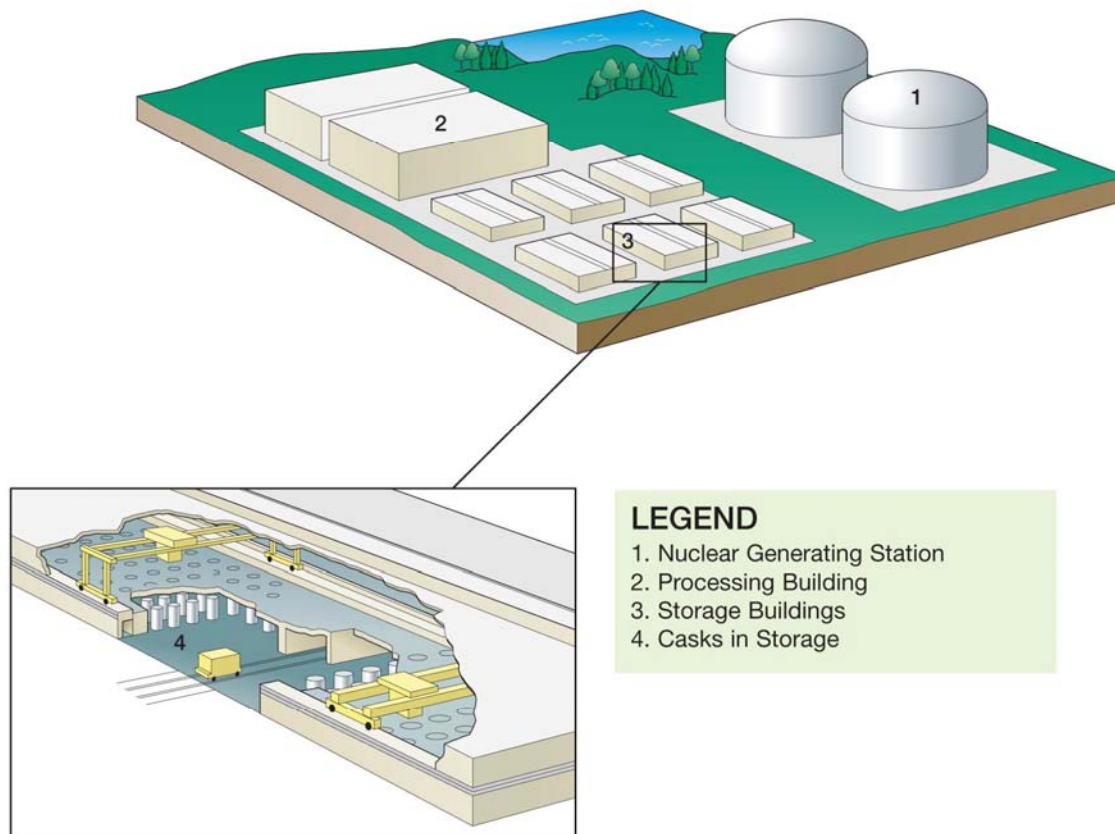 1
2
3
4
LEGEND
1. Nuclear Generating Station
2. Processing Building
3. Storage Buildings
4. Casks in Storage